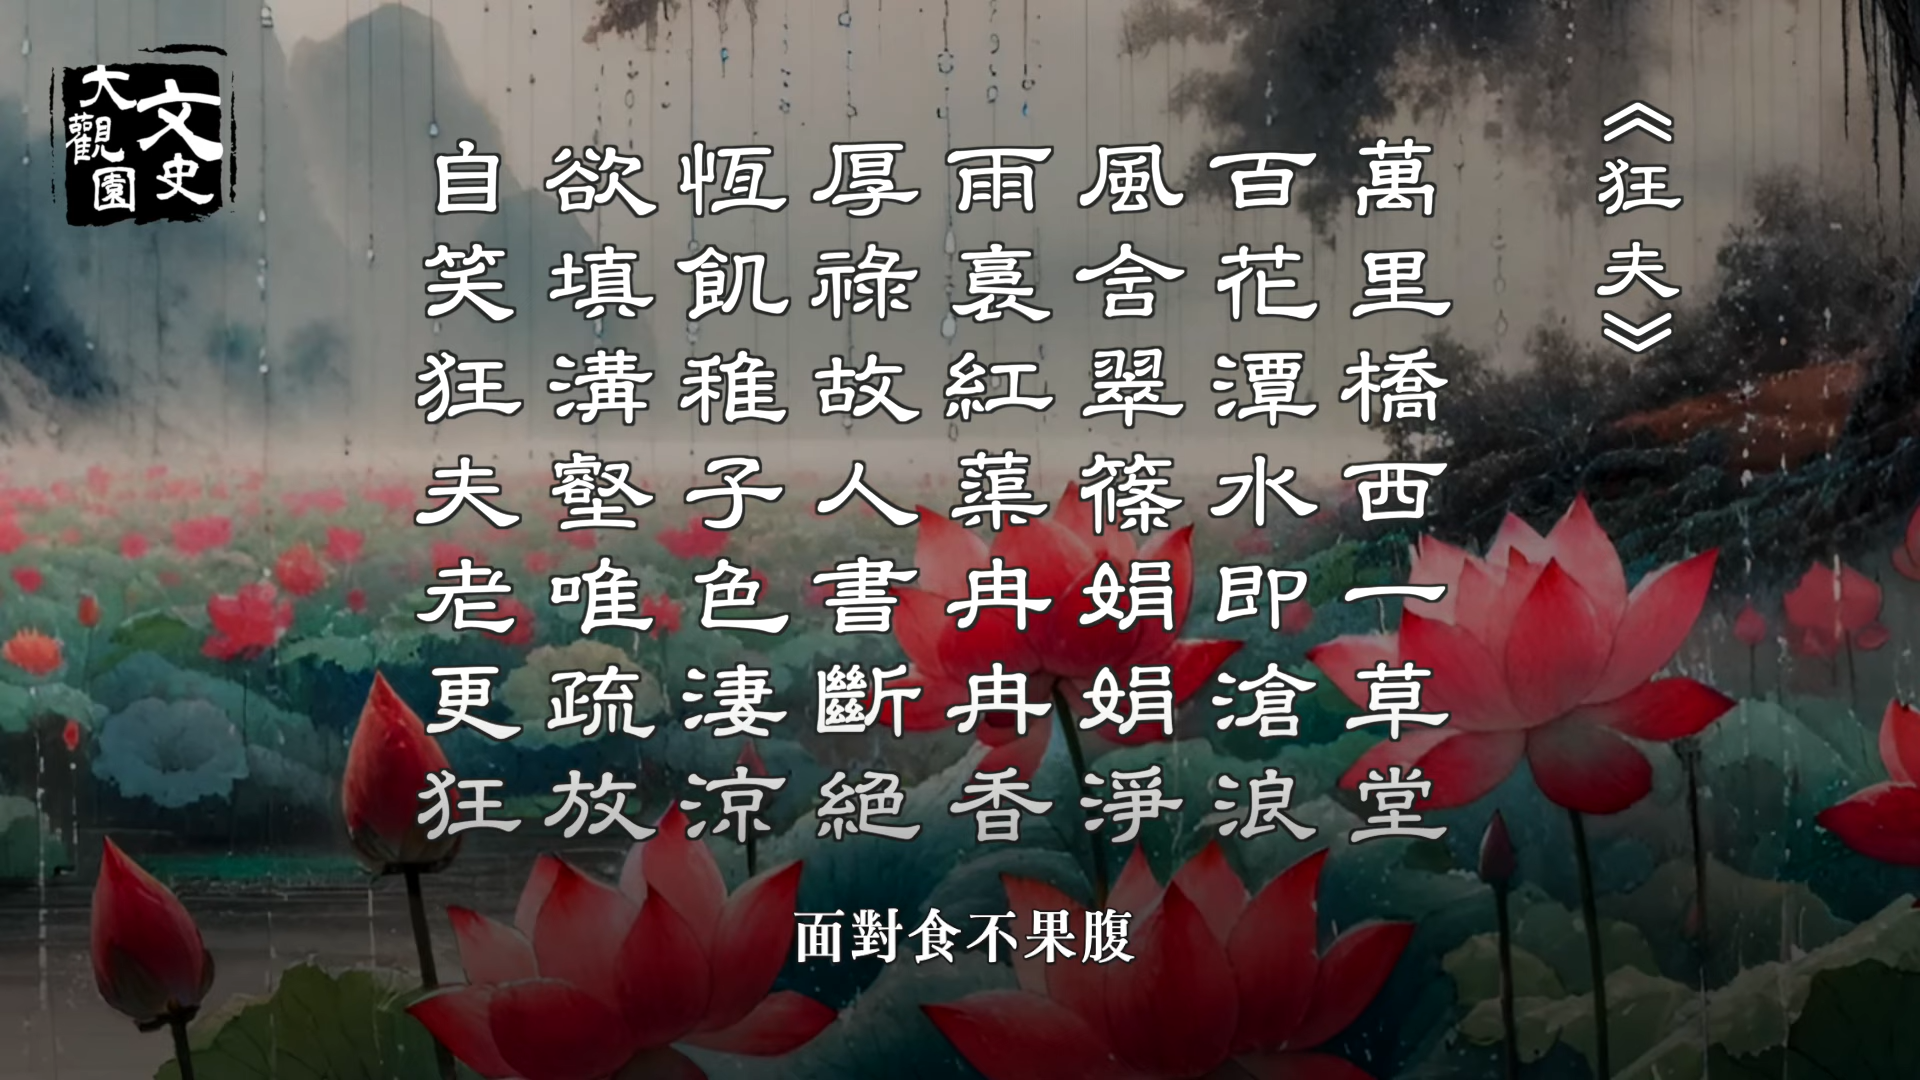 《狂夫》
萬里橋西一草堂
百花潭水即滄浪
風含翠篠娟娟淨
雨裛紅蕖冉冉香
厚祿故人書斷絕
恆飢稚子色淒涼
欲填溝壑唯疏放
自笑狂夫老更狂
文史
大觀園
面對食不果腹